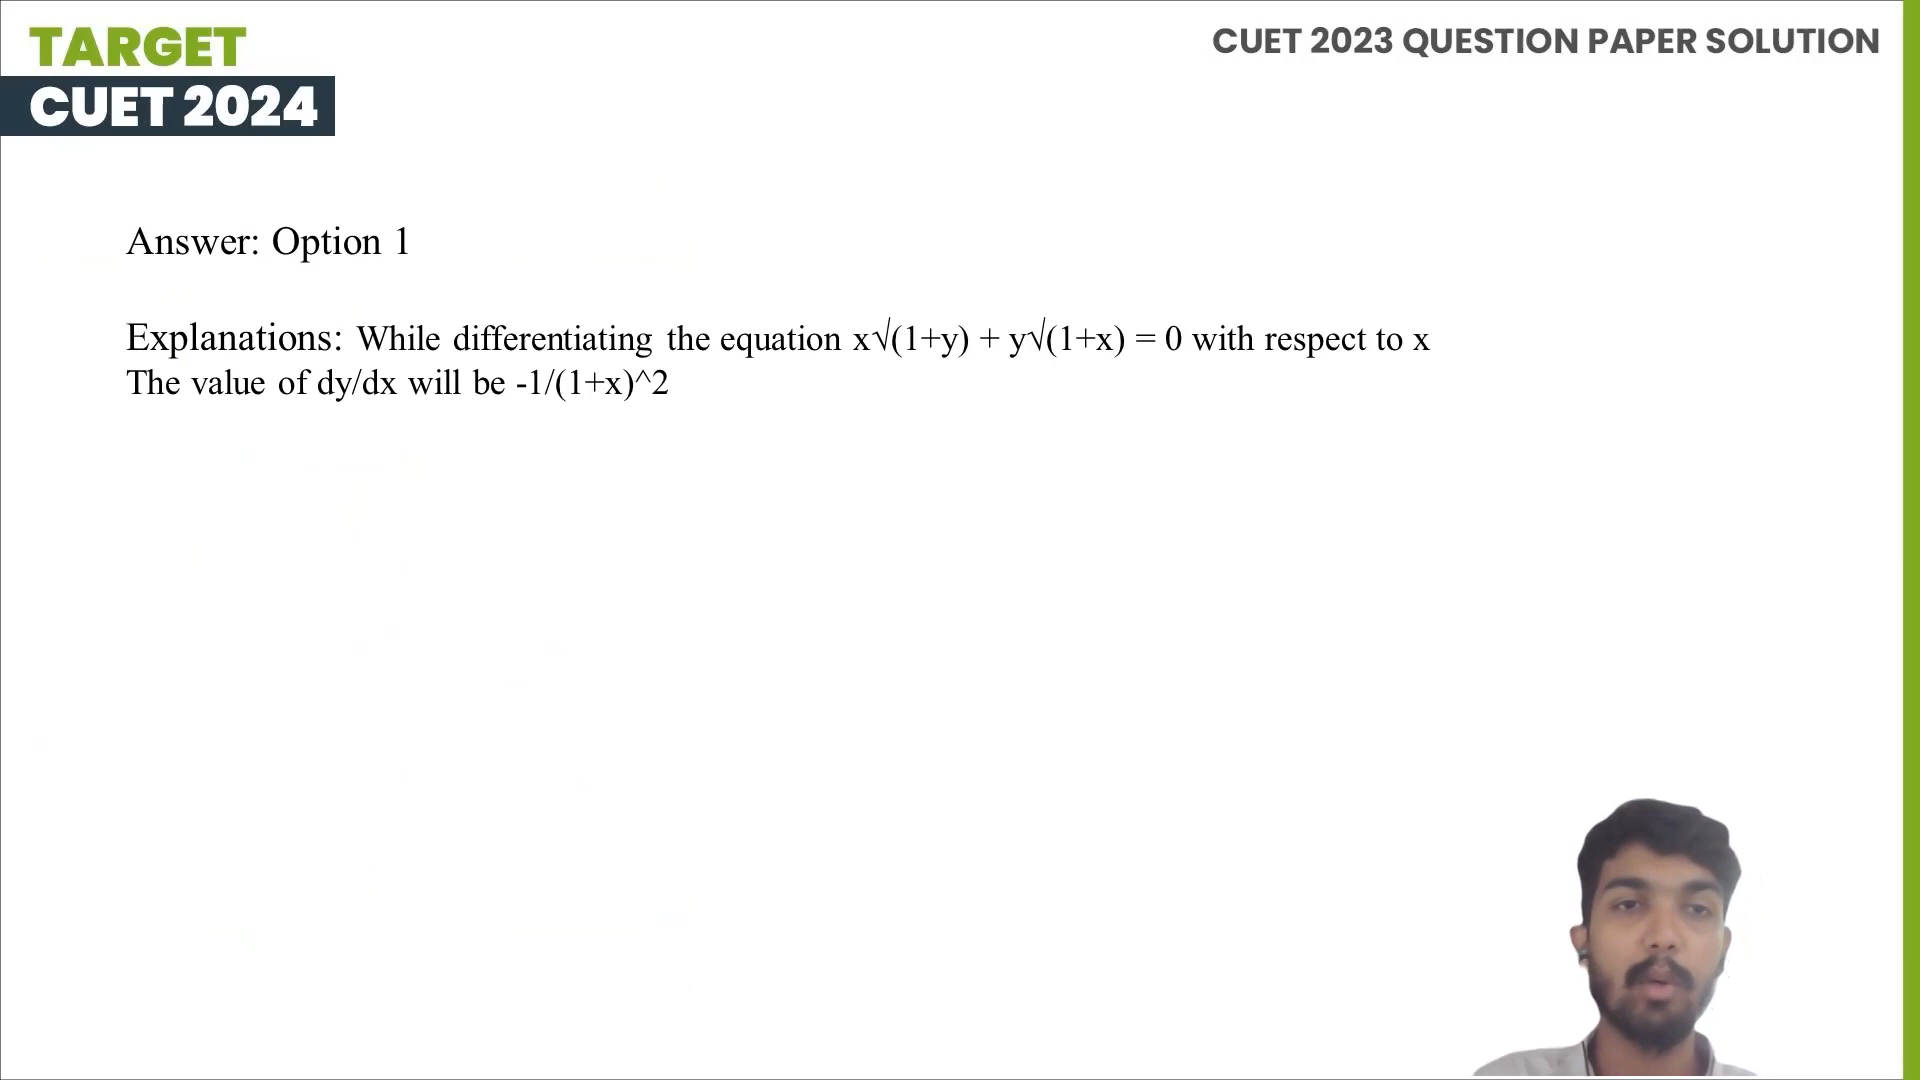 TARGET
CUET 2024
CUET 2023 QUESTION PAPER SOLUTION
Answer: Option 1
Explanations: While differentiating the equation x√(1+y) + y√(1+x) = 0 with respect to x
The value of dy/dx will be -1/(1+x)^2